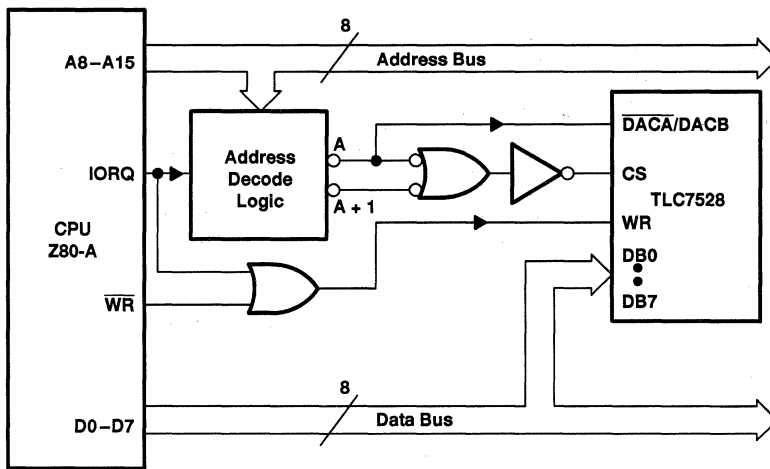 8
A8–A15
Address Bus
A
DACA/DACB
IORQ
Address
Decode
Logic
CS
A + 1
TLC7528
CPU
Z80-A
WR
WR
DB0
DB7
8
D0–D7
Data Bus